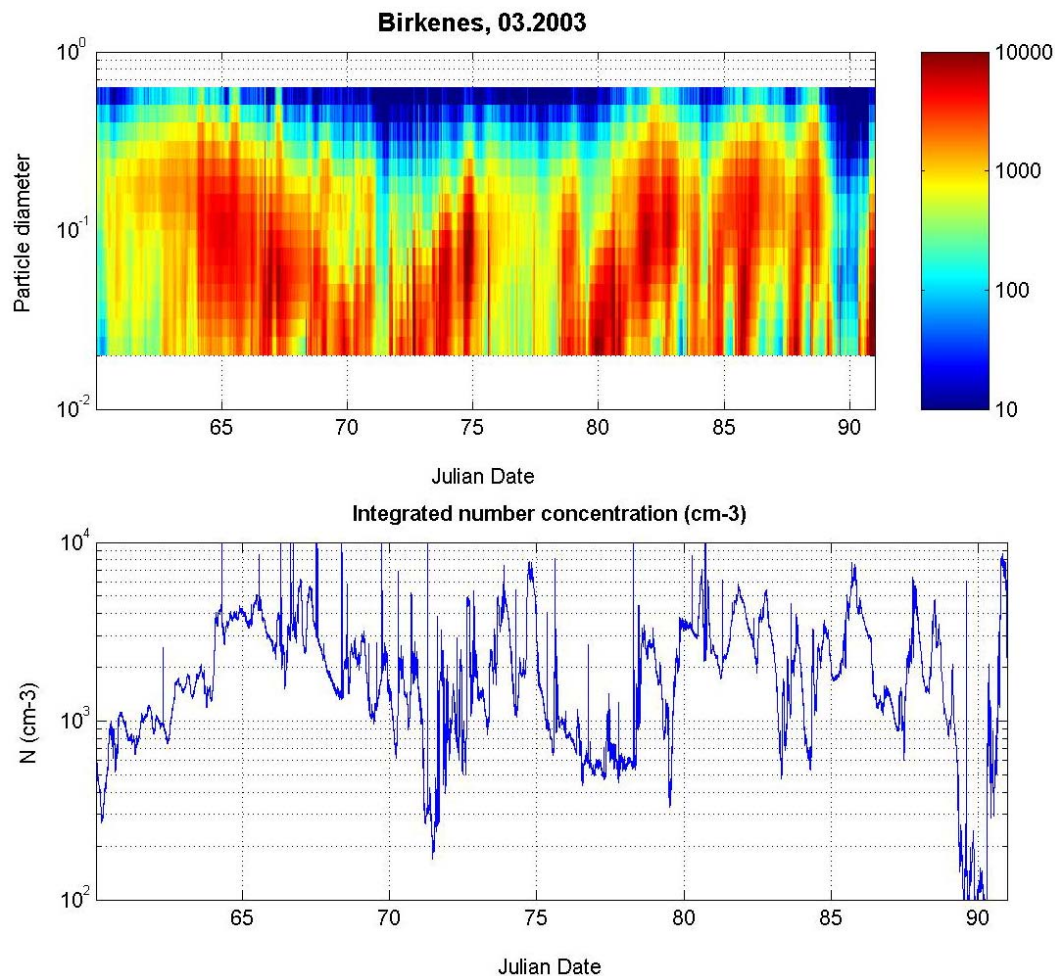 Birkenes, 03.2003
10^0
10^-1
10^-2
Particle diameter
65 70 75 80 85 90
Julian Date
10000
1000
100
10
Integrated number concentration (cm-3)
10^4
10^3
10^2
N (cm-3)
65 70 75 80 85 90
Julian Date